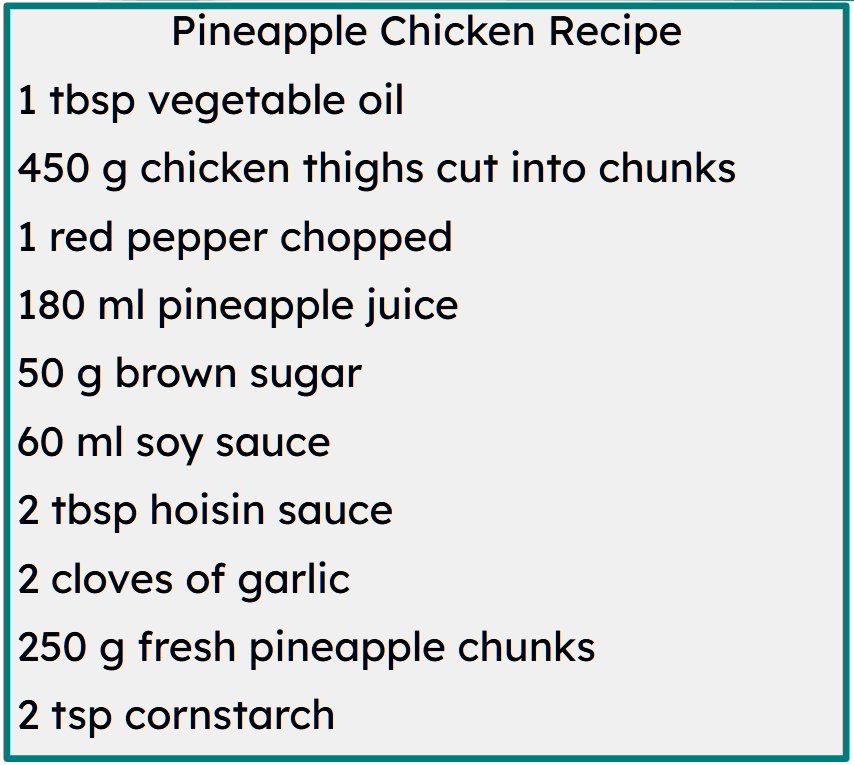 Pineapple Chicken Recipe
1 tbsp vegetable oil
450 g chicken thighs cut into chunks
1 red pepper chopped
180 ml pineapple juice
50 g brown sugar
60 ml soy sauce
2 tbsp hoisin sauce
2 cloves of garlic
250 g fresh pineapple chunks
2 tsp cornstarch